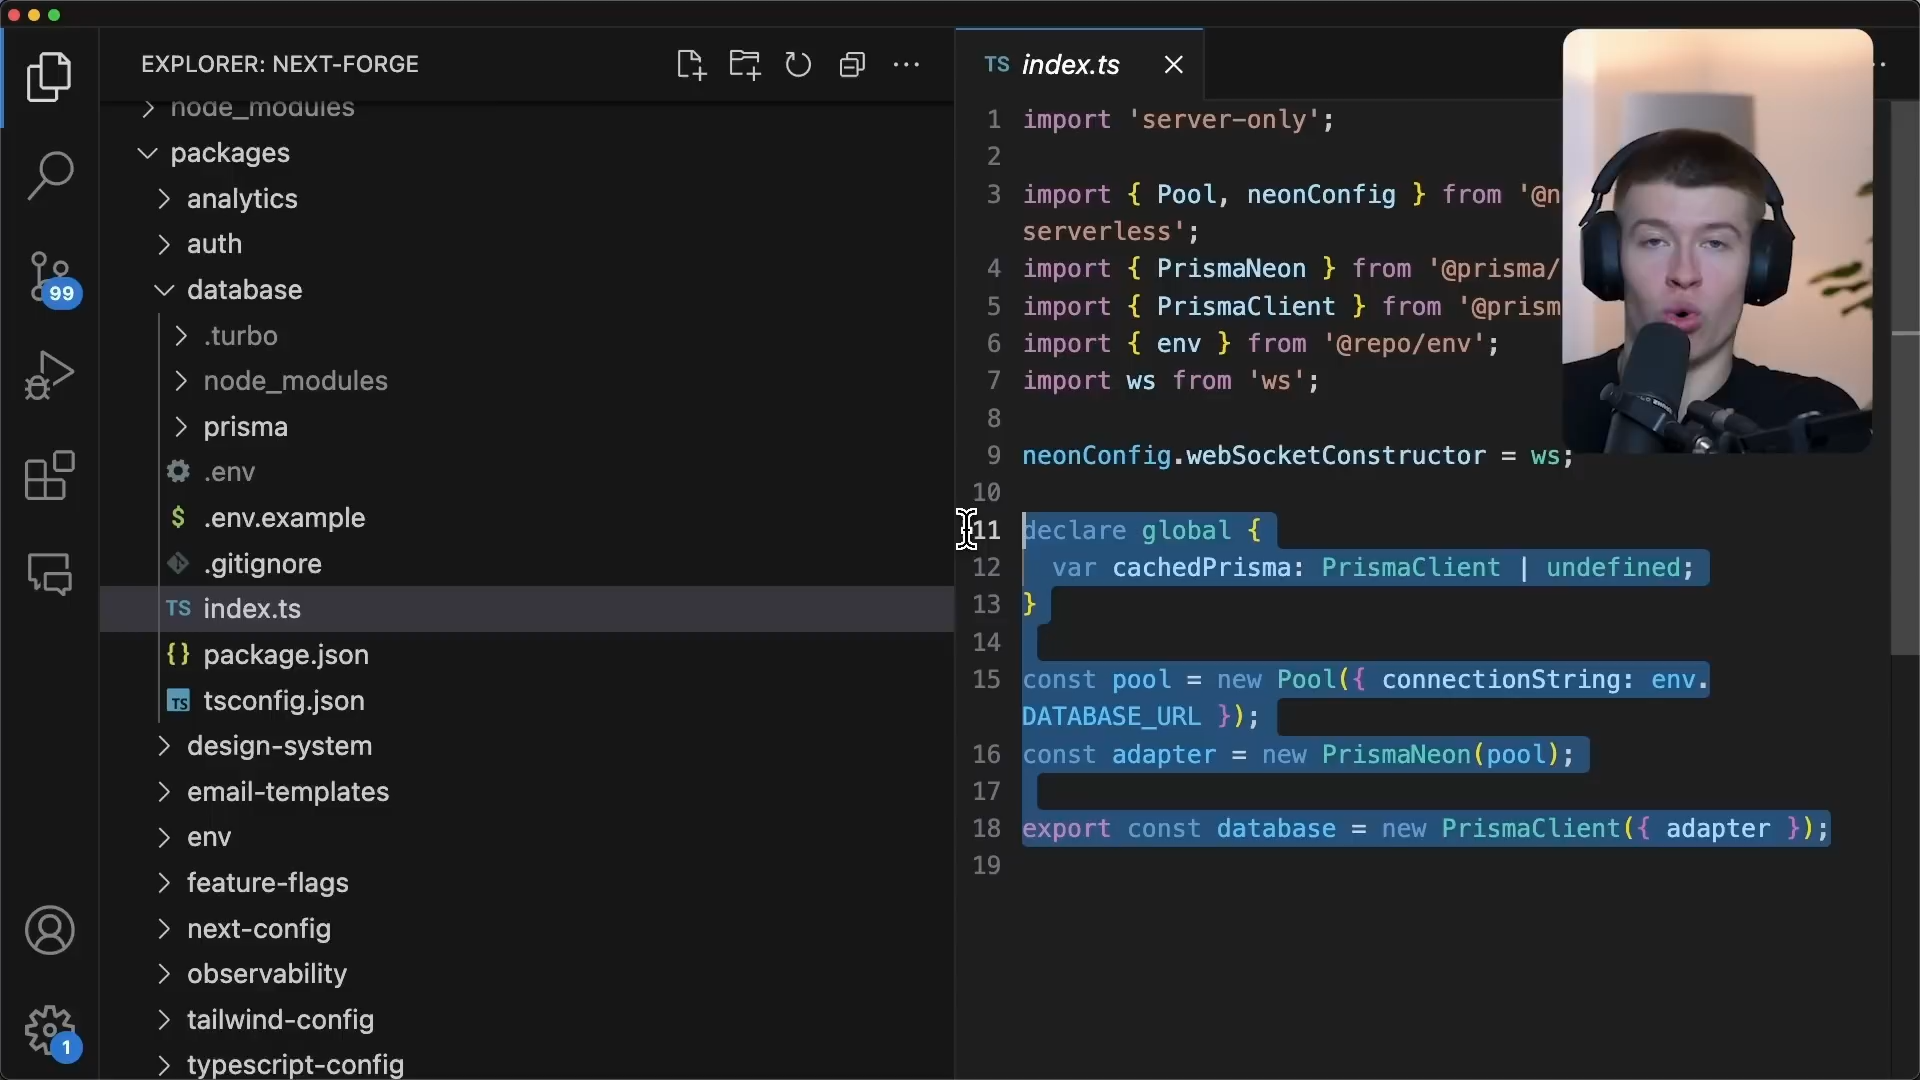 EXPLORER: NEXT-FORGE
node_modules
packages
analytics
auth
database
.turbo
node_modules
prisma
.env
$ .env.example
.gitignore
TS index.ts
{} package.json
TS tsconfig.json
design-system
email-templates
env
feature-flags
next-config
observability
tailwind-config
typescript-config
99
1
TS index.ts
1 import 'server-only';
2
3 import { Pool, neonConfig } from '@n
serverless';
4 import { PrismaNeon } from '@prisma/
5 import { PrismaClient } from '@prism
6 import { env } from '@repo/env';
7 import ws from 'ws';
8
9 neonConfig.webSocketConstructor = ws;
10
11 declare global {
12 var cachedPrisma: PrismaClient | undefined;
13 }
14
15 const pool = new Pool({ connectionString: env.
DATABASE_URL });
16 const adapter = new PrismaNeon(pool);
17
18 export const database = new PrismaClient({ adapter });
19